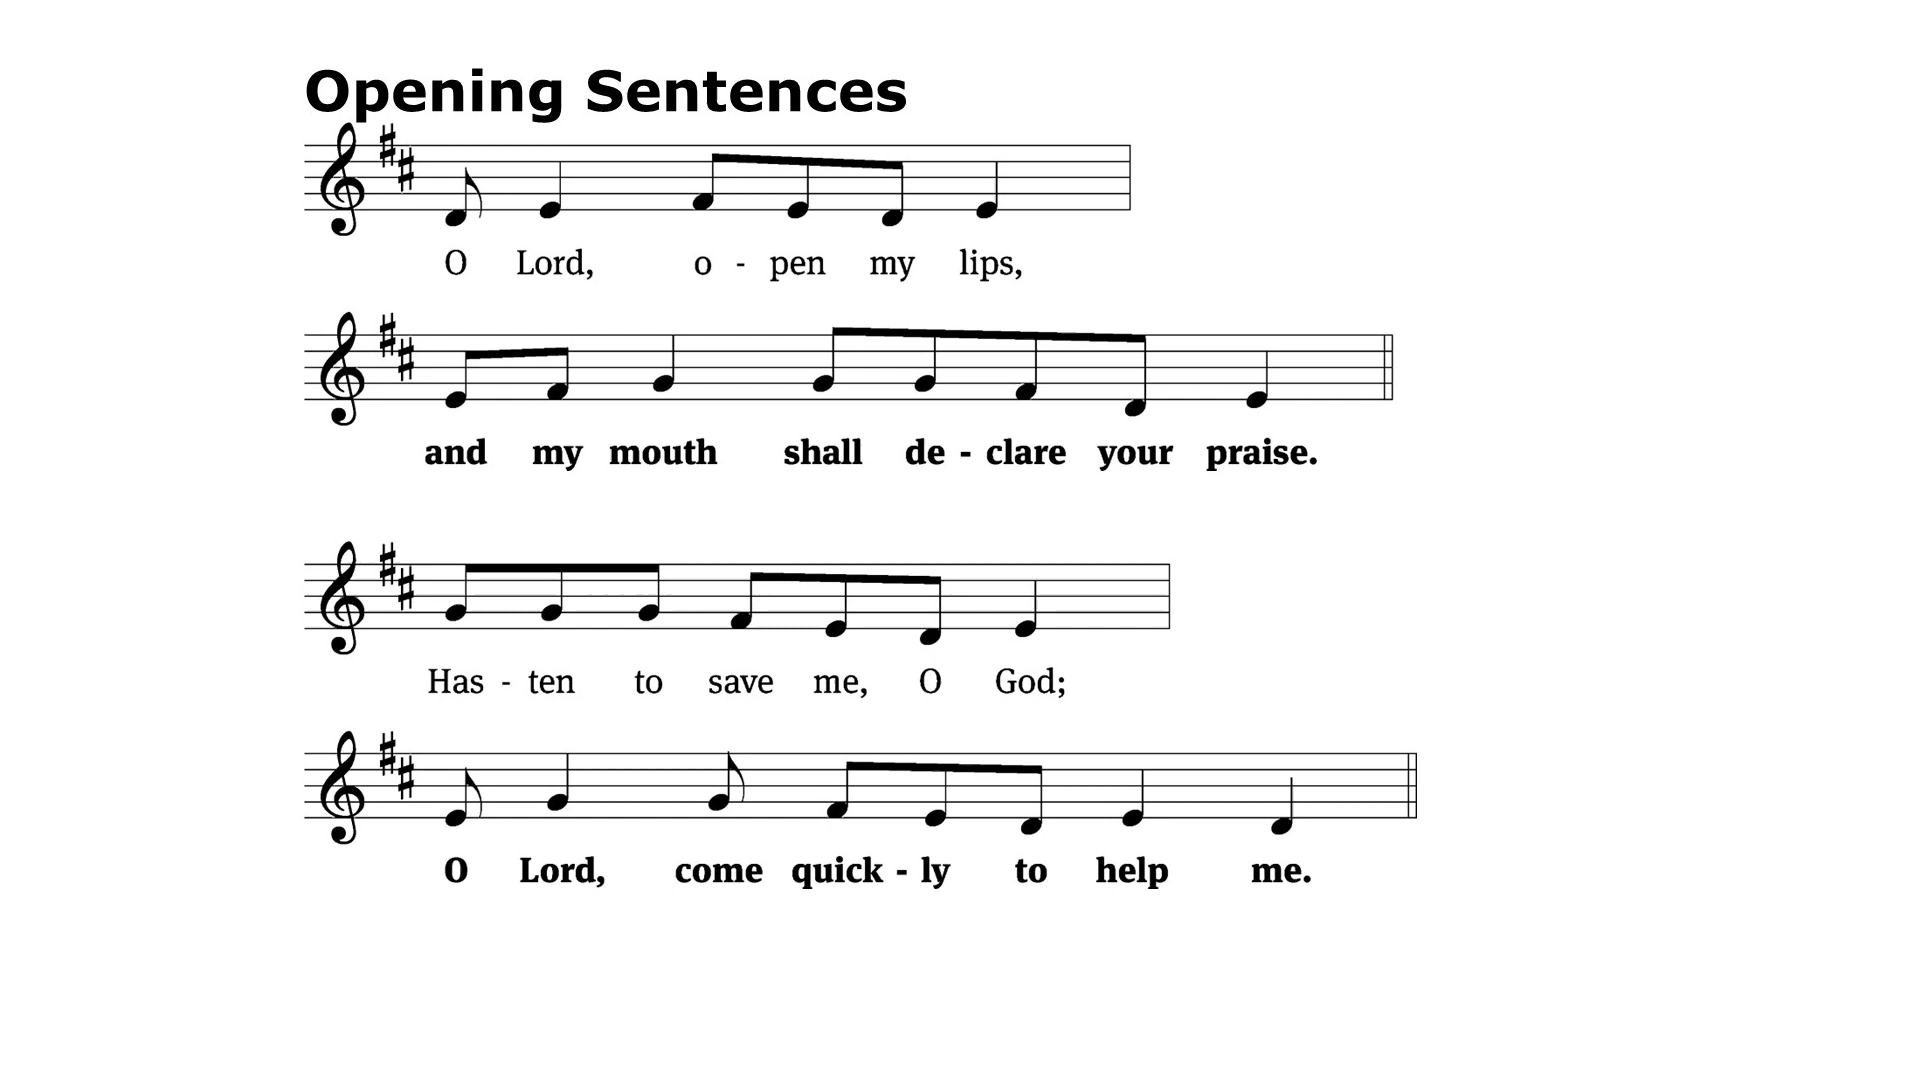 Opening Sentences
O Lord, o - pen my lips,
and my mouth shall de - clare your praise.
Has - ten to save me, O God;
O Lord, come quick - ly to help me.